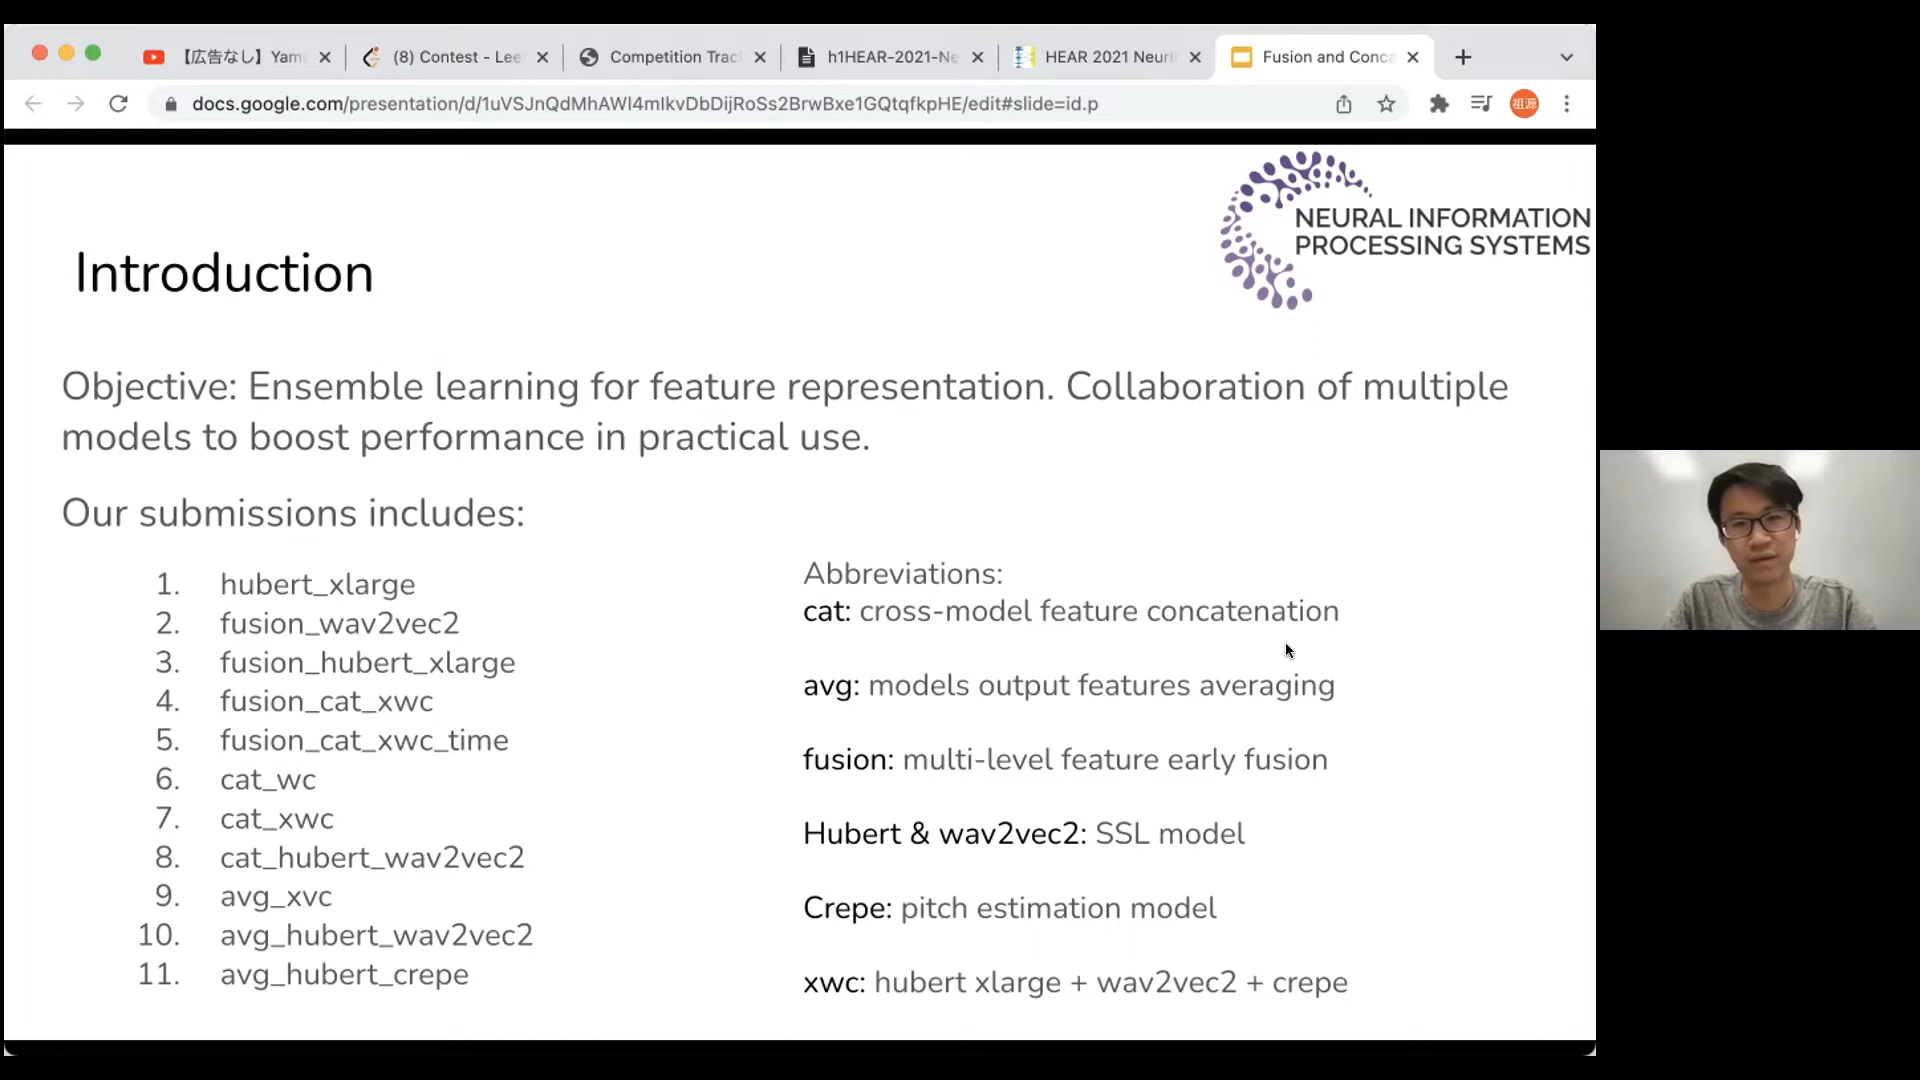 【広告なし】Yam
(8) Contest - Lee
Competition Trac
h1HEAR-2021-Ne
HEAR 2021 NeurI
Fusion and Conca
docs.google.com/presentation/d/1uVSJnQdMhAWl4mlkvDbDijRoSs2BrwBxe1GQtqfkpHE/edit#slide=id.p
祖源
NEURAL INFORMATION
PROCESSING SYSTEMS
Introduction
Objective: Ensemble learning for feature representation. Collaboration of multiple
models to boost performance in practical use.
Our submissions includes:
1. hubert_xlarge
2. fusion_wav2vec2
3. fusion_hubert_xlarge
4. fusion_cat_xwc
5. fusion_cat_xwc_time
6. cat_wc
7. cat_xwc
8. cat_hubert_wav2vec2
9. avg_xvc
10. avg_hubert_wav2vec2
11. avg_hubert_crepe
Abbreviations:
cat: cross-model feature concatenation
avg: models output features averaging
fusion: multi-level feature early fusion
Hubert & wav2vec2: SSL model
Crepe: pitch estimation model
xwc: hubert xlarge + wav2vec2 + crepe